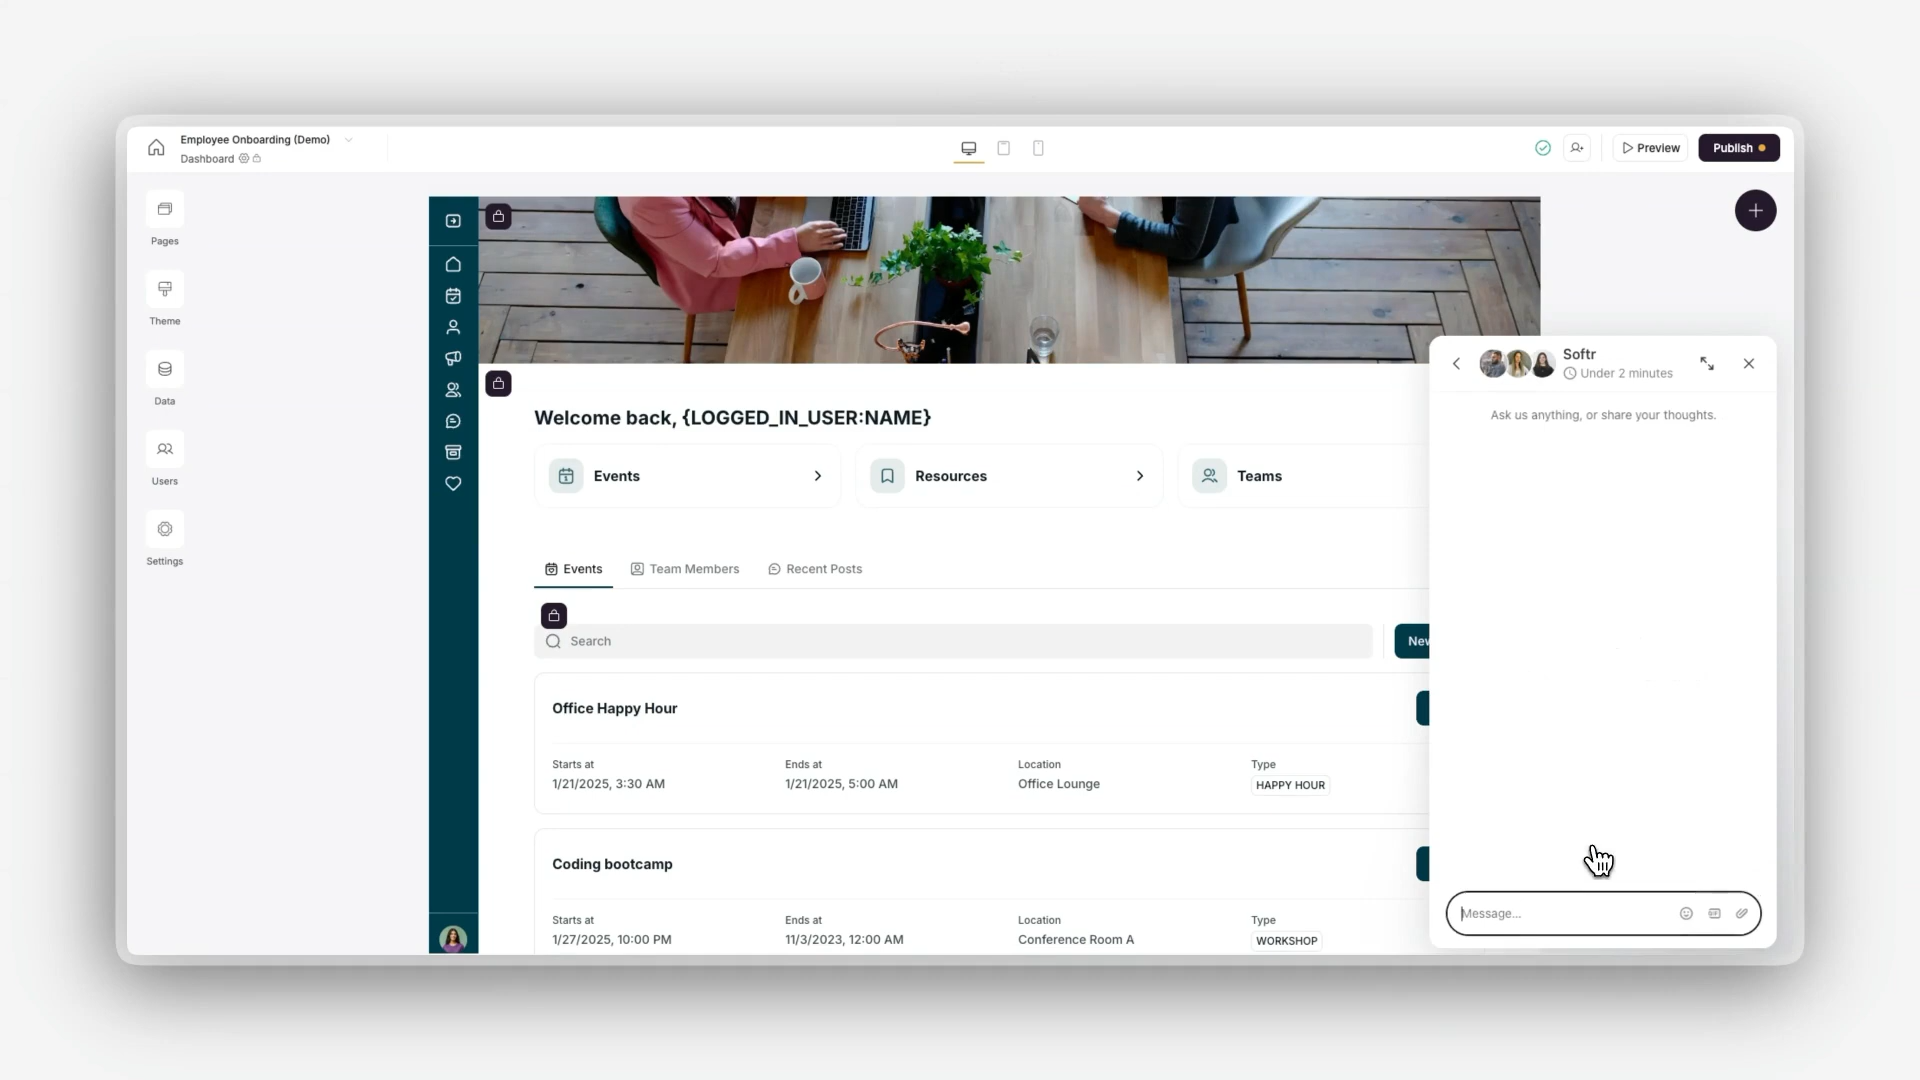 Employee Onboarding (Demo)
Dashboard
Preview
Publish
Pages
Theme
Data
Users
Settings
Welcome back, {LOGGED_IN_USER:NAME}
Events
Resources
Teams
Events
Team Members
Recent Posts
Search
New
Office Happy Hour
Starts at
Ends at
Location
Type
1/21/2025, 3:30 AM
1/21/2025, 5:00 AM
Office Lounge
HAPPY HOUR
Coding bootcamp
Starts at
Ends at
Location
Type
1/27/2025, 10:00 PM
11/3/2023, 12:00 AM
Conference Room A
WORKSHOP
Softr
Under 2 minutes
Ask us anything, or share your thoughts.
Message...